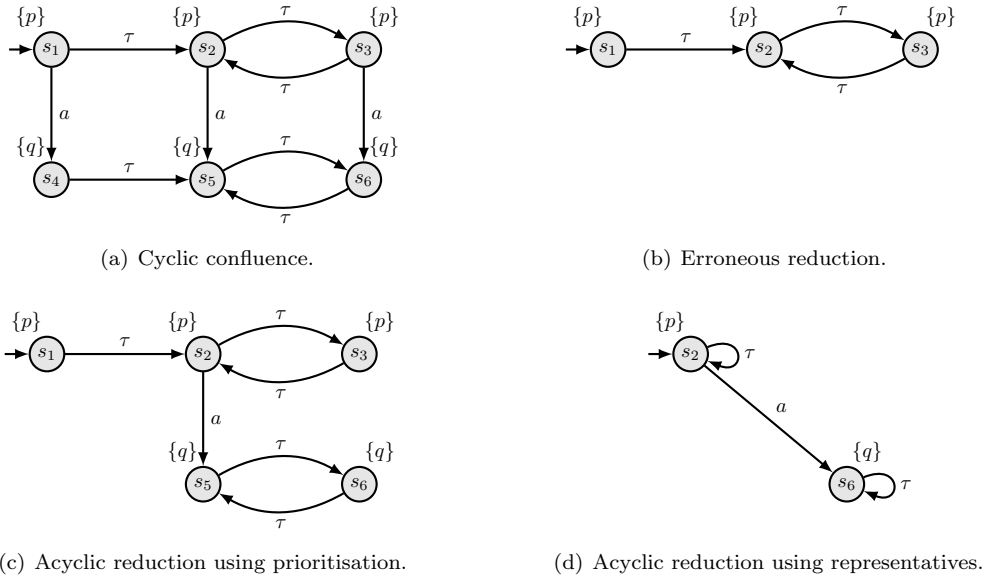 {p} {p} τ {p} {p} τ {p}
s1 τ s2 s3 s1 τ s2 s3
τ τ
a a a
{q} {q} τ {q}
s4 τ s5 s6
τ
(a) Cyclic confluence. (b) Erroneous reduction.
{p} {p} τ {p} {p}
s1 τ s2 s3 s2 τ
τ
a a
{q} τ {q} {q}
s5 s6 s6 τ
τ
(c) Acyclic reduction using prioritisation. (d) Acyclic reduction using representatives.